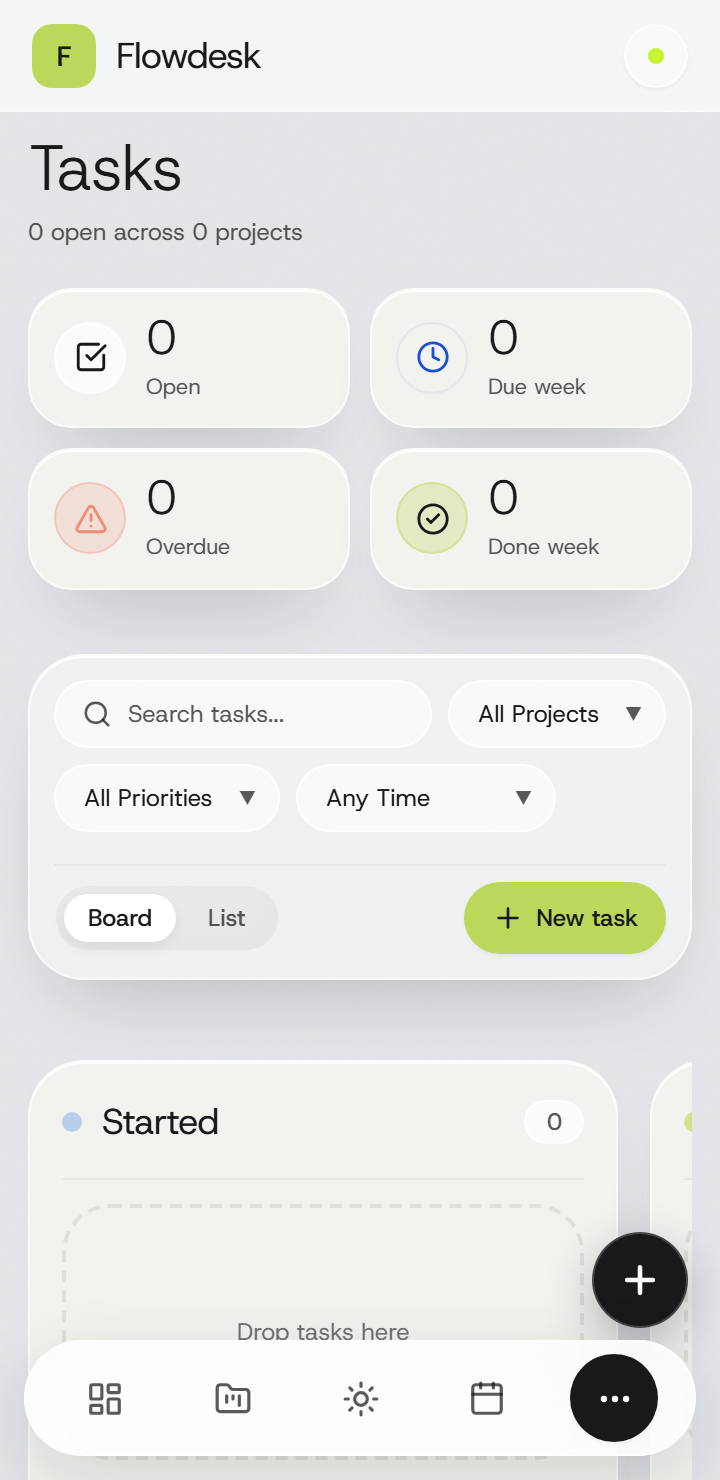 F Flowdesk
Tasks
0 open across 0 projects
0
Open
0
Due week
0
Overdue
0
Done week
Search tasks...
All Projects
All Priorities
Any Time
Board
List
New task
Started
0
Drop tasks here